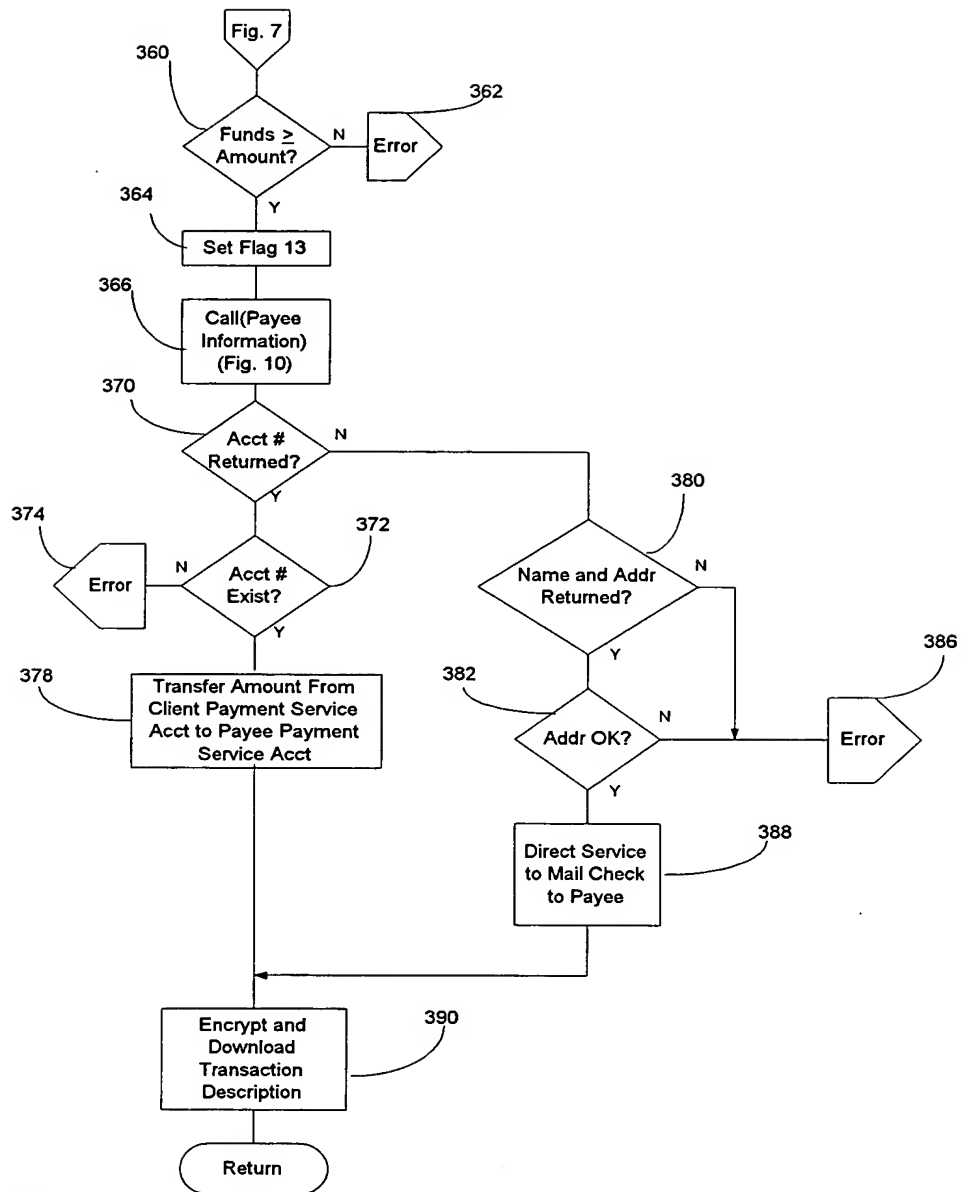 Fig. 7
360
362
Funds ≥
Amount?
N
Error
Y
364
Set Flag 13
366
Call(Payee
Information)
(Fig. 10)
370
Acct #
Returned?
N
Y
380
374
372
Error
N
Acct #
Exist?
Y
Name and Addr
Returned?
N
Y
378
Transfer Amount From
Client Payment Service
Acct to Payee Payment
Service Acct
382
386
Addr OK?
N
Error
Y
388
Direct Service
to Mail Check
to Payee
390
Encrypt and
Download
Transaction
Description
Return